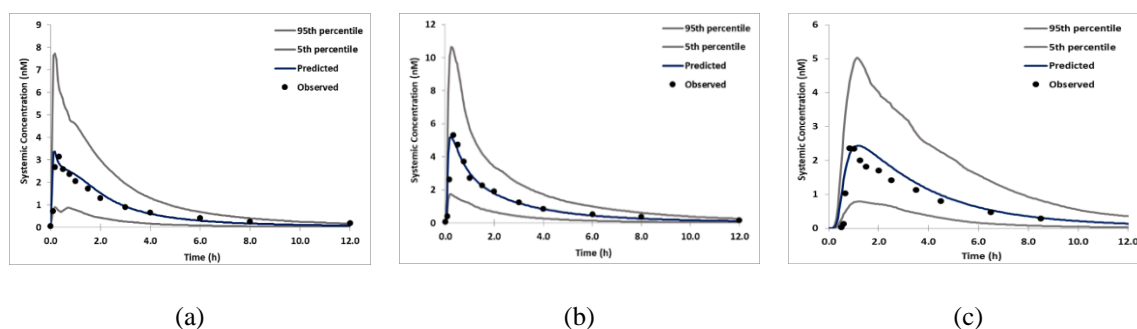 9
8
7
6
5
4
3
2
1
0
Systemic Concentration (nM)
0.0 2.0 4.0 6.0 8.0 10.0 12.0
Time (h)
95th percentile
5th percentile
Predicted
Observed
12
10
8
6
4
2
0
Systemic Concentration (nM)
0.0 2.0 4.0 6.0 8.0 10.0 12.0
Time (h)
95th percentile
5th percentile
Predicted
Observed
6
5
4
3
2
1
0
Systemic Concentration (nM)
0.0 2.0 4.0 6.0 8.0 10.0 12.0
Time (h)
95th percentile
5th percentile
Predicted
Observed
(a) (b) (c)